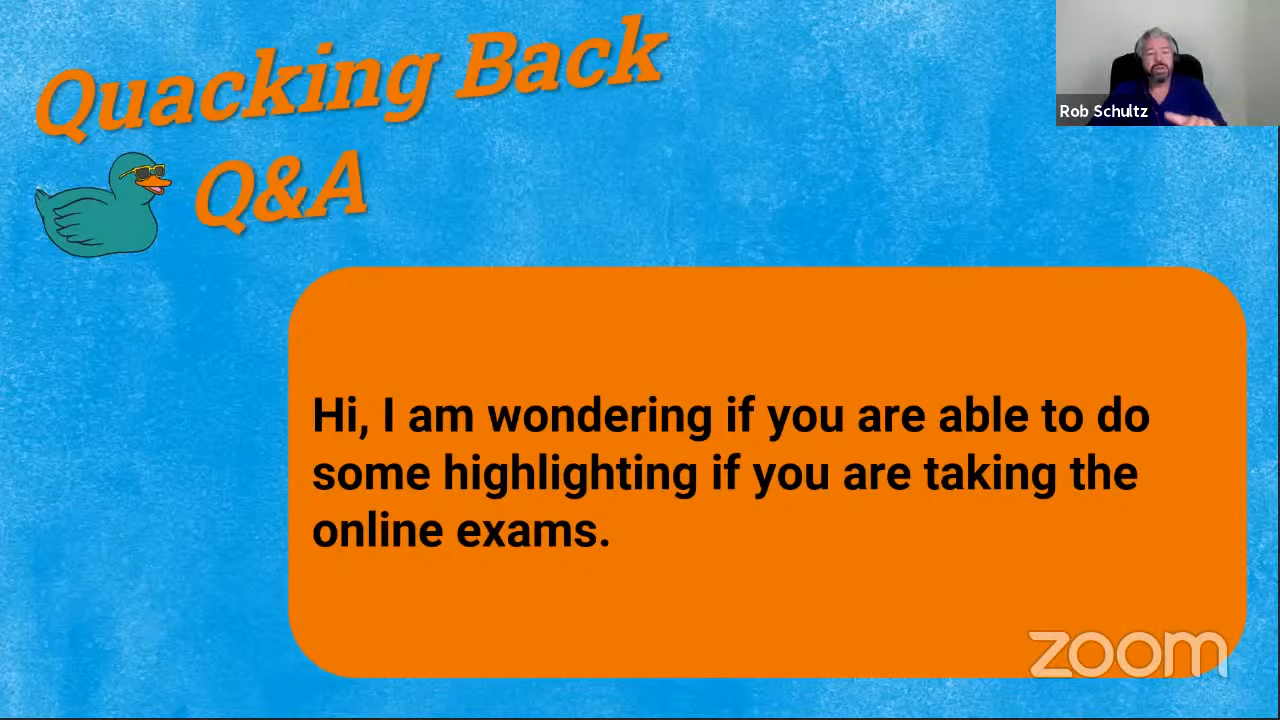 Quacking Back
Q&A
Rob Schultz
Hi, I am wondering if you are able to do
some highlighting if you are taking the
online exams.
zoom